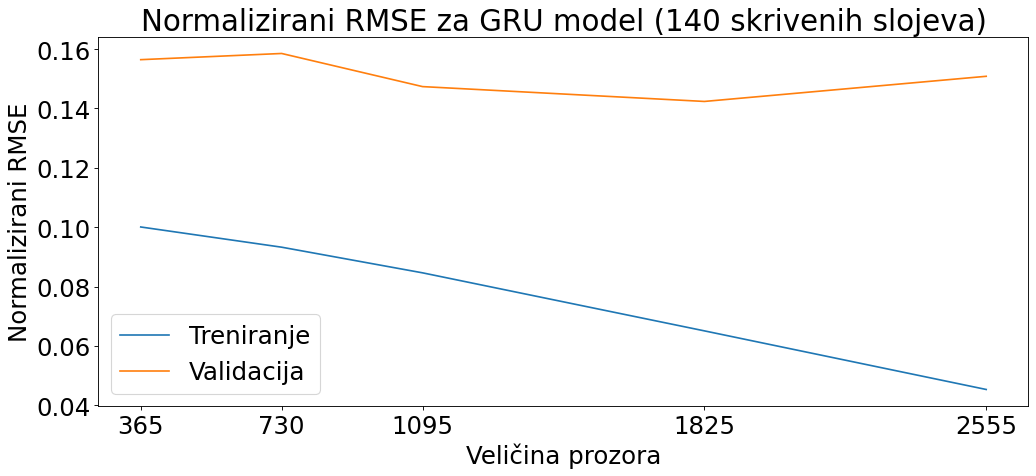 Normalizirani RMSE za GRU model (140 skrivenih slojeva)
Normalizirani RMSE
0.16
0.14
0.12
0.10
0.08
0.06
0.04
Treniranje
Validacija
365 730 1095 1825 2555
Veličina prozora